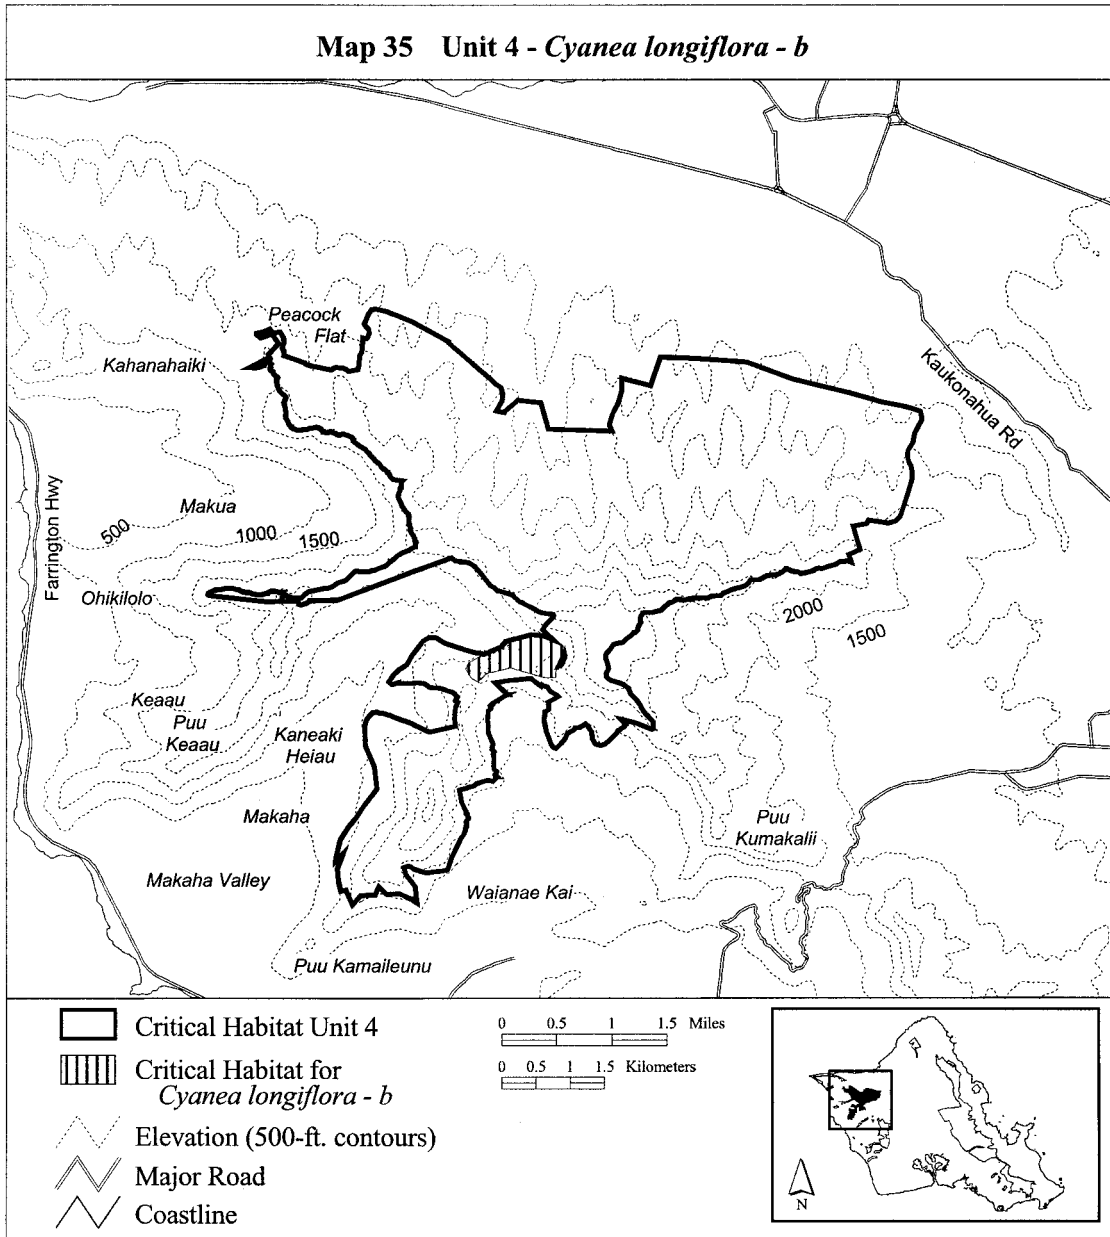 Map 35 Unit 4 - Cyanea longiflora - b
Peacock
Flat
Kahanahaiki
Kaukonahua Rd
Farrington Hwy
Makua
500
1000
1500
Ohikilolo
2000
1500
Keaau
Puu
Keaau
Kaneaki
Heiau
Makaha
Puu
Kumakalii
Makaha Valley
Waianae Kai
Puu Kamaileunu
Critical Habitat Unit 4
Critical Habitat for
Cyanea longiflora - b
Elevation (500-ft. contours)
Major Road
Coastline
0 0.5 1 1.5 Miles
0 0.5 1 1.5 Kilometers
N